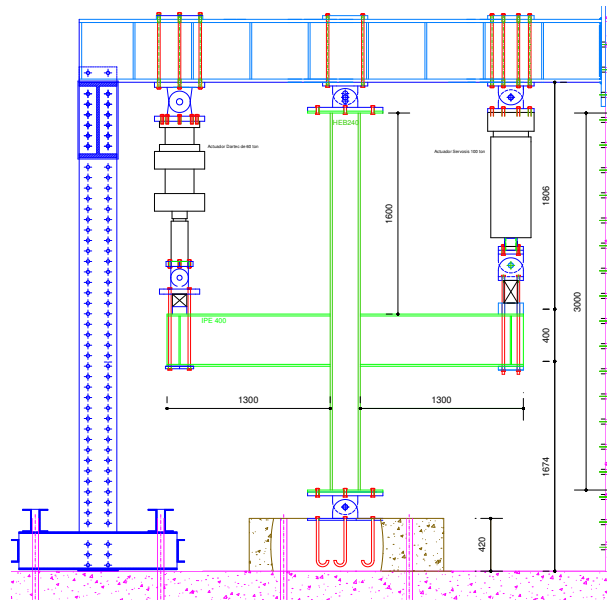 HEB240
Actuador Gartec de 60 ton
Actuador Servosis 100 ton
1600
1806
3000
IPE 400
400
1300
1300
1674
420